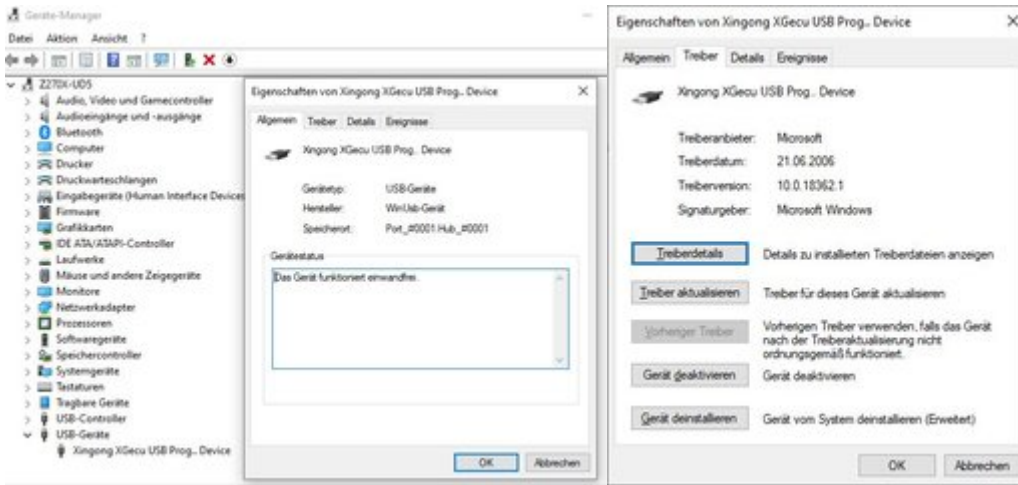 Geräte-Manager
Datei Aktion Ansicht ?
Z270X-UD5
Audio, Video und Gamecontroller
Audioeingänge und -ausgänge
Bluetooth
Computer
Drucker
Druckwarteschlangen
Eingabegeräte (Human Interface Devices
Firmware
Grafikkarten
IDE ATA/ATAPI-Controller
Laufwerke
Mäuse und andere Zeigegeräte
Monitore
Netzwerkadapter
Prozessoren
Softwaregeräte
Speichercontroller
Systemgeräte
Tastaturen
Tragbare Geräte
USB-Controller
USB-Geräte
Xingong XGecu USB Prog.. Device
Eigenschaften von Xingong XGecu USB Prog.. Device
Allgemein Treiber Details Ereignisse
Xingong XGecu USB Prog.. Device
Gerätetyp: USB-Geräte
Hersteller: WinUsb-Gerät
Speicherort: Port_#0001.Hub_#0001
Gerätestatus
Das Gerät funktioniert einwandfrei.
OK Abbrechen
Eigenschaften von Xingong XGecu USB Prog.. Device
Allgemein Treiber Details Ereignisse
Xingong XGecu USB Prog.. Device
Treiberanbieter: Microsoft
Treiberdatum: 21.06.2006
Treiberversion: 10.0.18362.1
Signaturgeber: Microsoft Windows
Treiberdetails Details zu installierten Treiberdateien anzeigen
Treiber aktualisieren Treiber für dieses Gerät aktualisieren
Vorheriger Treiber Vorherigen Treiber verwenden, falls das Gerät
nach der Treiberaktualisierung nicht
ordnungsgemäß funktioniert.
Gerät deaktivieren Gerät deaktivieren
Gerät deinstallieren Gerät vom System deinstallieren (Erweitert)
OK Abbrechen